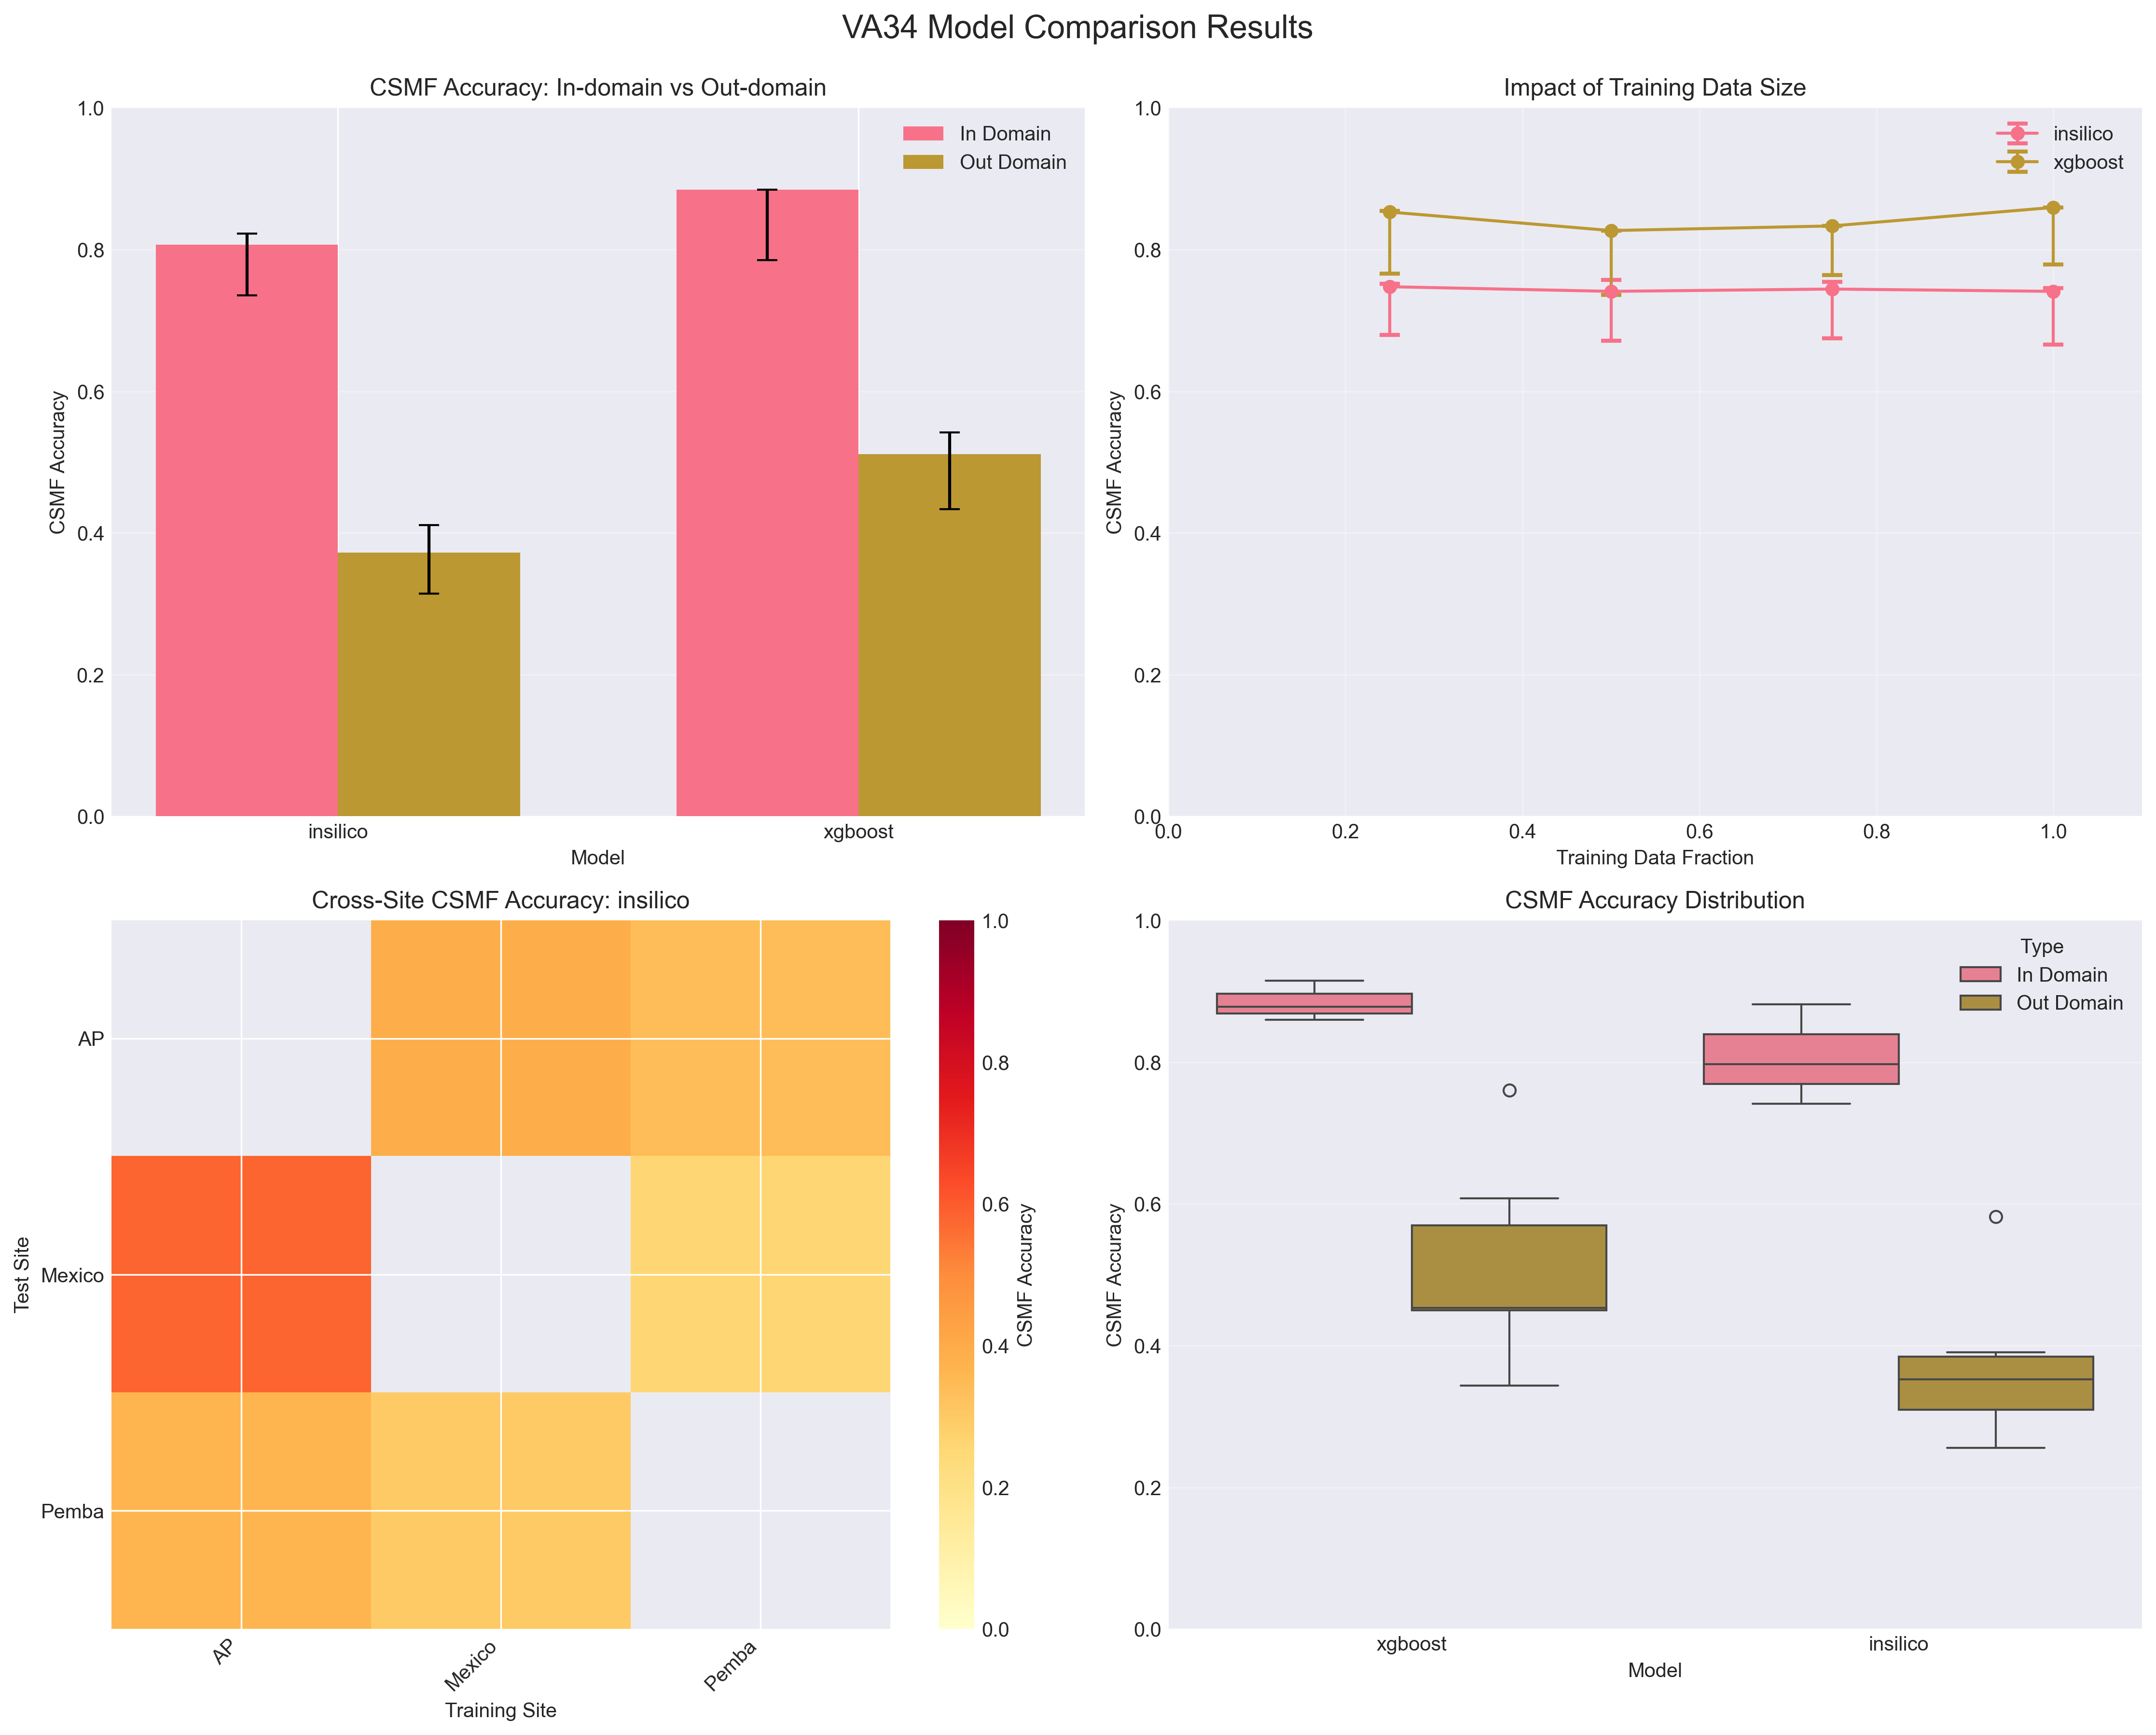 VA34 Model Comparison Results
CSMF Accuracy: In-domain vs Out-domain
1.0
0.8
0.6
0.4
0.2
0.0
CSMF Accuracy
In Domain
Out Domain
insilico
xgboost
Model
Impact of Training Data Size
1.0
0.8
0.6
0.4
0.2
0.0
CSMF Accuracy
insilico
xgboost
0.0
0.2
0.4
0.6
0.8
1.0
Training Data Fraction
Cross-Site CSMF Accuracy: insilico
Test Site
AP
Mexico
Pemba
AP
Mexico
Pemba
Training Site
1.0
0.8
0.6
0.4
0.2
0.0
CSMF Accuracy
CSMF Accuracy Distribution
1.0
0.8
0.6
0.4
0.2
0.0
CSMF Accuracy
Type
In Domain
Out Domain
xgboost
insilico
Model